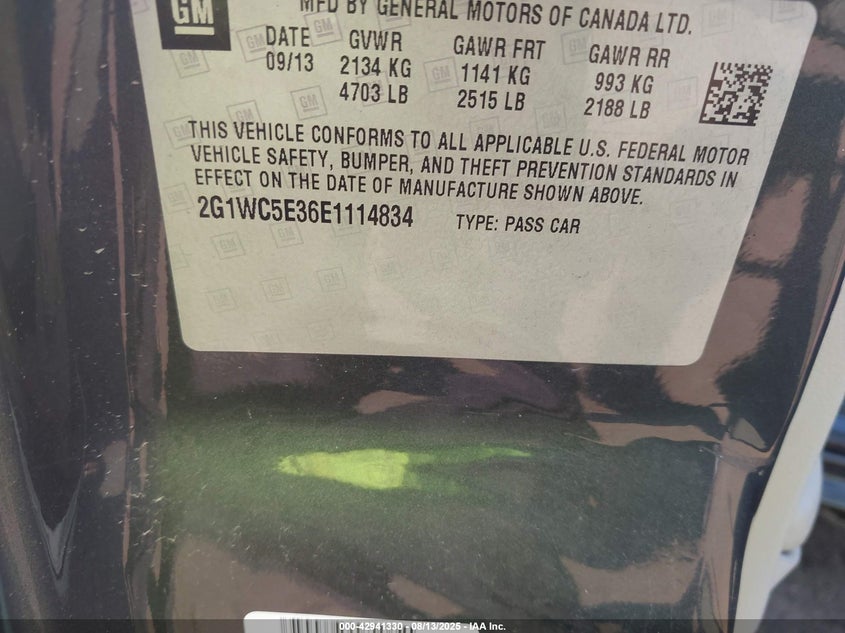 GM
MFD BY GENERAL MOTORS OF CANADA LTD.
DATE GVWR GAWR FRT GAWR RR
09/13 2134 KG 1141 KG 993 KG
4703 LB 2515 LB 2188 LB
THIS VEHICLE CONFORMS TO ALL APPLICABLE U.S. FEDERAL MOTOR
VEHICLE SAFETY, BUMPER, AND THEFT PREVENTION STANDARDS IN
EFFECT ON THE DATE OF MANUFACTURE SHOWN ABOVE.
2G1WC5E36E1114834 TYPE: PASS CAR
000-42941330 - 08/13/2025 - IAA Inc.